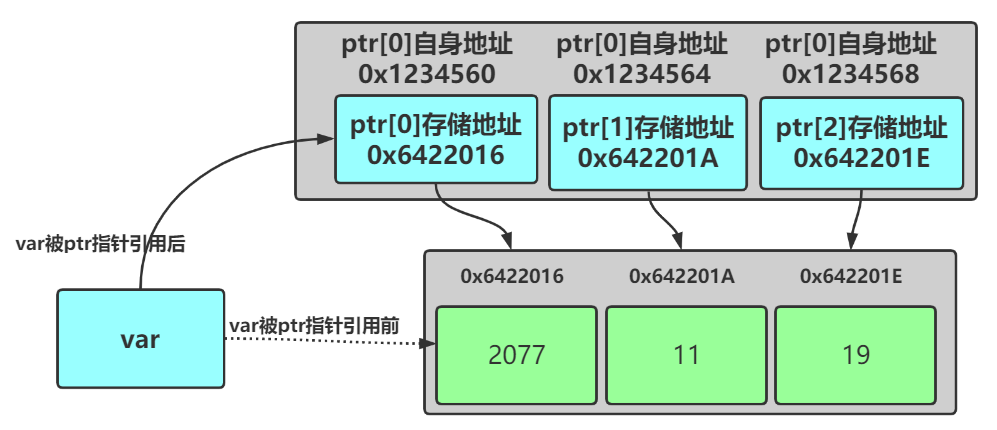 ptr[0]自身地址
0x1234560
ptr[0]自身地址
0x1234564
ptr[0]自身地址
0x1234568
ptr[0]存储地址
0x6422016
ptr[1]存储地址
0x642201A
ptr[2]存储地址
0x642201E
var被ptr指针引用后
var
var被ptr指针引用前
0x6422016
0x642201A
0x642201E
2077
11
19